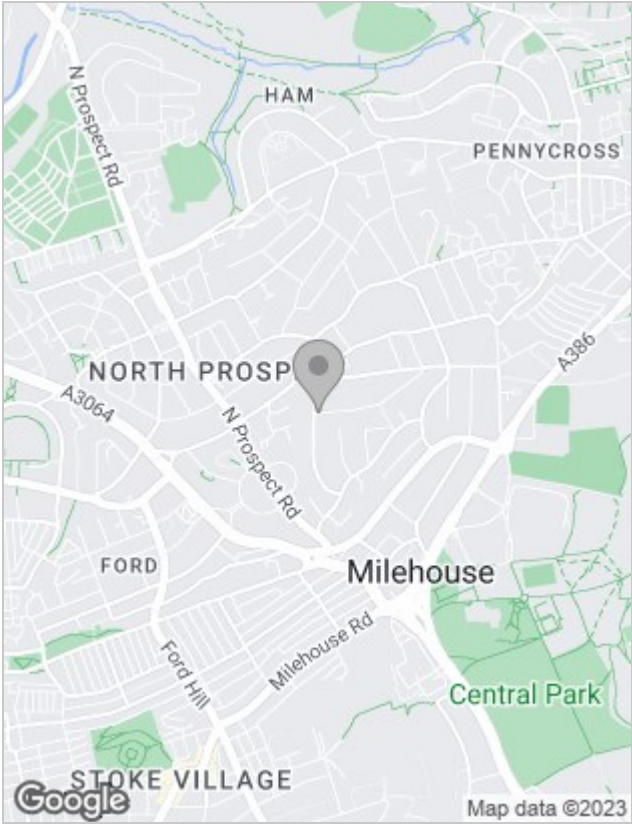 N Prospect Rd
HAM
PENNYCROSS
A386
NORTH PROSP
A3064
N Prospect Rd
FORD
Milehouse
Milehouse Rd
Ford Hill
Central Park
STOKE VILLAGE
Google
Map data ©2023